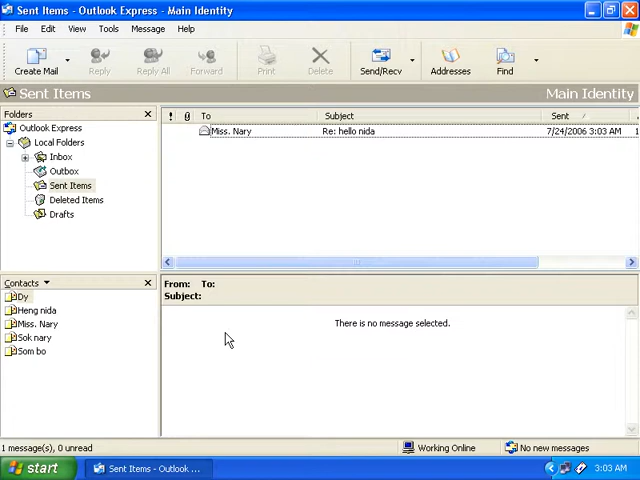 Sent Items - Outlook Express - Main Identity
File Edit View Tools Message Help
Create Mail Reply Reply All Forward Print Delete Send/Recv Addresses Find
Sent Items Main Identity
Folders
Outlook Express
Local Folders
Inbox
Outbox
Sent Items
Deleted Items
Drafts
! To Subject Sent
Miss. Nary Re: hello nida 7/24/2006 3:03 AM
Contacts
Dy
Heng nida
Miss. Nary
Sok nary
Som bo
From: To:
Subject:
There is no message selected.
1 message(s), 0 unread Working Online No new messages
start Sent Items - Outlook ... 3:03 AM